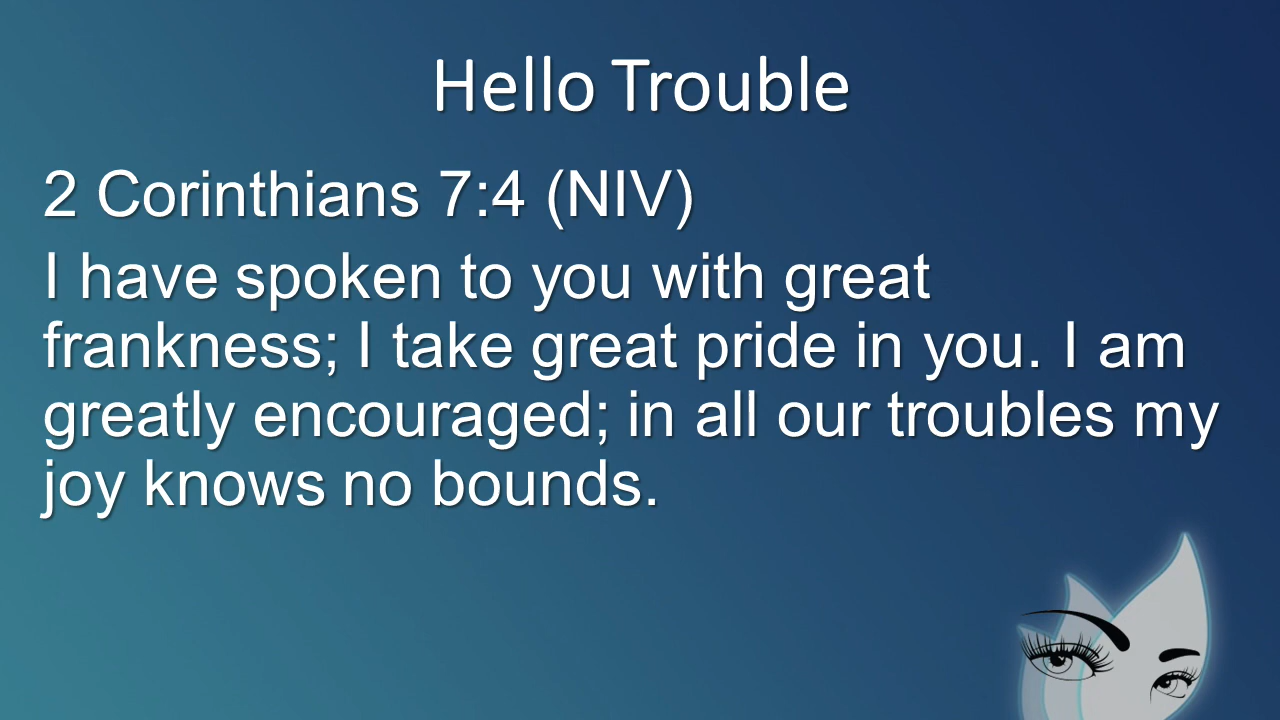 Hello Trouble
2 Corinthians 7:4 (NIV)
I have spoken to you with great
frankness; I take great pride in you. I am
greatly encouraged; in all our troubles my
joy knows no bounds.